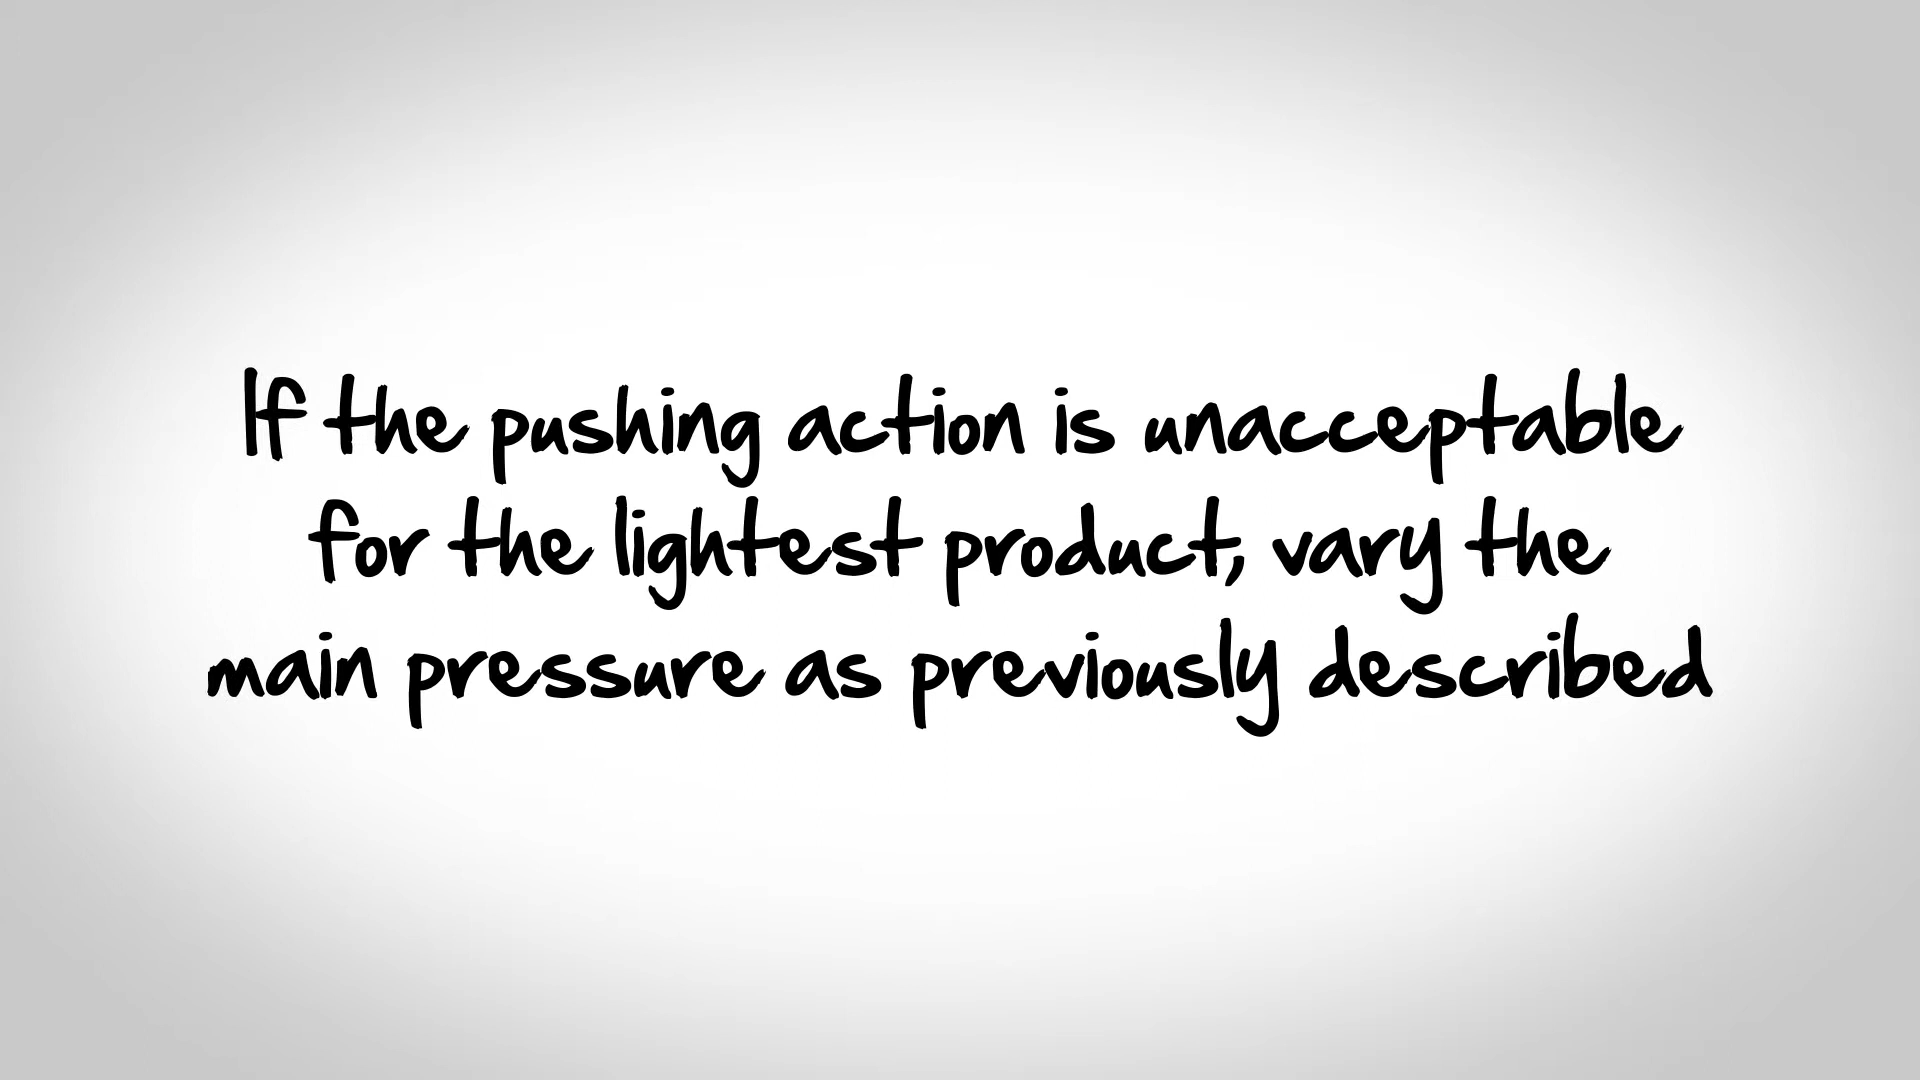 If the pushing action is unacceptable
for the lightest product, vary the
main pressure as previously described